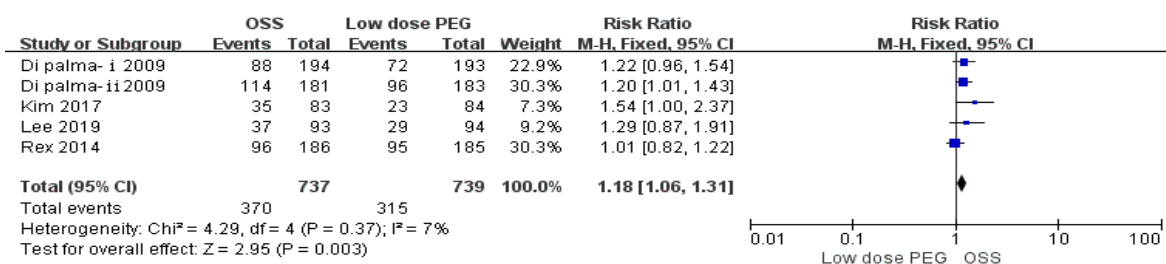 OSS Low dose PEG Risk Ratio Risk Ratio
Study or Subgroup Events Total Events Total Weight M-H, Fixed, 95% CI M-H, Fixed, 95% CI
Di palma- i 2009 88 194 72 193 22.9% 1.22 [0.96, 1.54]
Di palma-ii2009 114 181 96 183 30.3% 1.20 [1.01, 1.43]
Kim 2017 35 83 23 84 7.3% 1.54 [1.00, 2.37]
Lee 2019 37 93 29 94 9.2% 1.29 [0.87, 1.91]
Rex 2014 96 186 95 185 30.3% 1.01 [0.82, 1.22]
Total (95% CI) 737 739 100.0% 1.18 [1.06, 1.31]
Total events 370 315
Heterogeneity: Chi² = 4.29, df = 4 (P = 0.37); I² = 7%
Test for overall effect: Z = 2.95 (P = 0.003)
0.01 0.1 1 10 100
Low dose PEG OSS